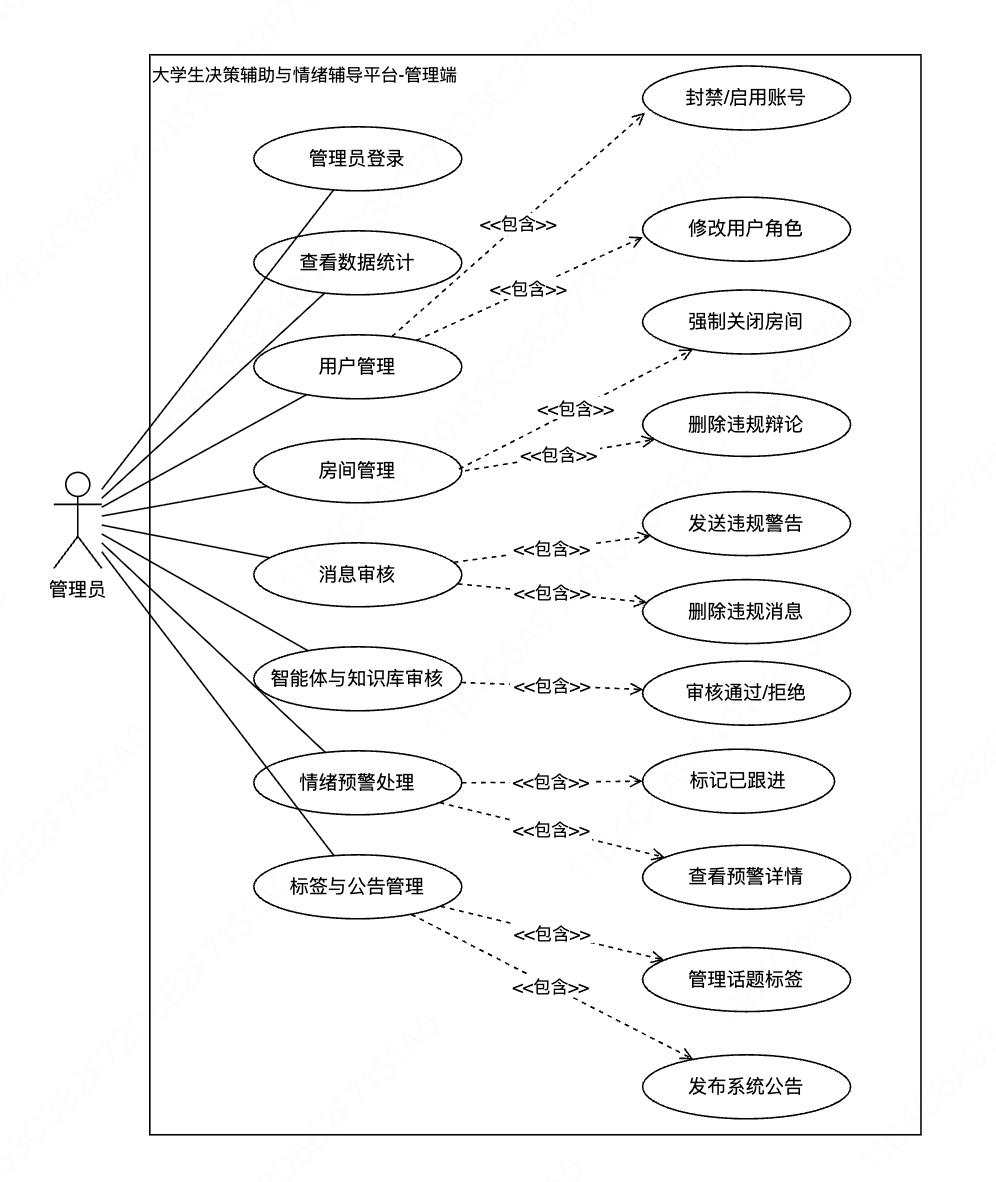 大学生决策辅助与情绪辅导平台-管理端
封禁/启用账号
管理员登录
<<包含>>
修改用户角色
查看数据统计
<<包含>>
强制关闭房间
用户管理
<<包含>>
删除违规辩论
<<包含>>
房间管理
发送违规警告
<<包含>>
消息审核
管理员
<<包含>>
删除违规消息
智能体与知识库审核
<<包含>>
审核通过/拒绝
情绪预警处理
<<包含>>
标记已跟进
<<包含>>
查看预警详情
标签与公告管理
<<包含>>
管理话题标签
<<包含>>
发布系统公告